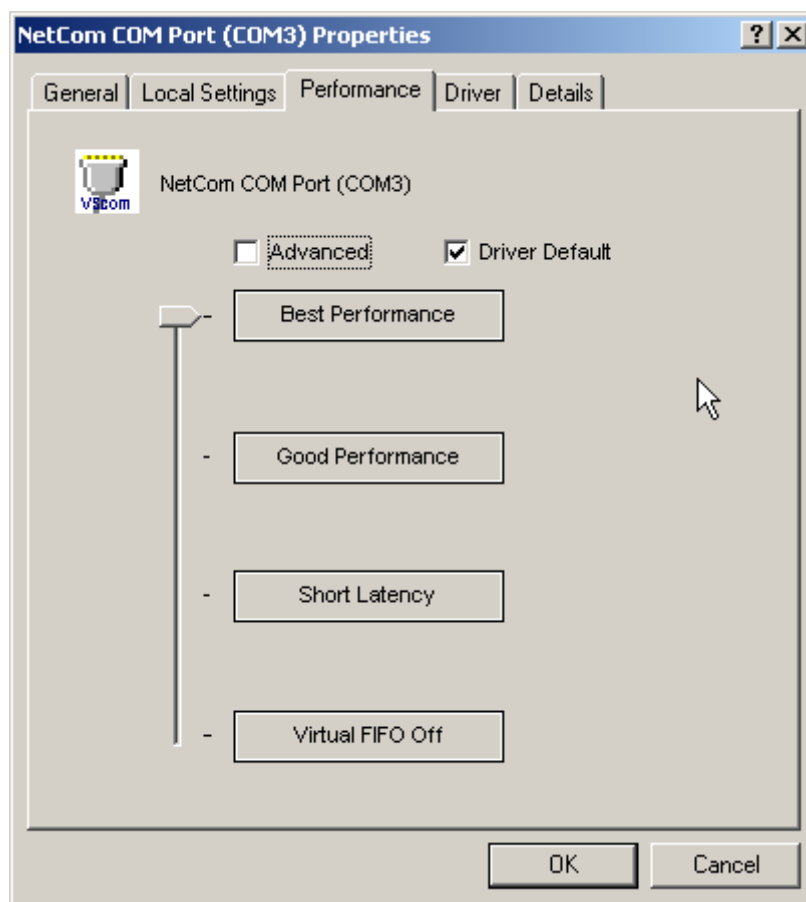 NetCom COM Port (COM3) Properties
General Local Settings Performance Driver Details
VScom
NetCom COM Port (COM3)
Advanced Driver Default
Best Performance
Good Performance
Short Latency
Virtual FIFO Off
OK Cancel